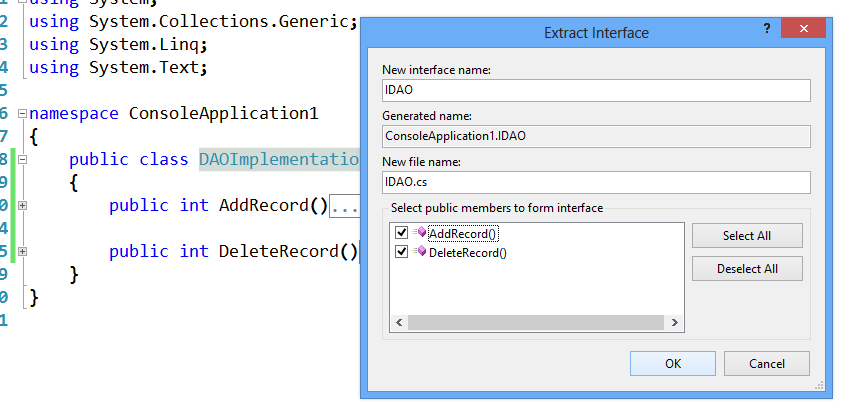 using System;
using System.Collections.Generic;
using System.Linq;
using System.Text;
namespace ConsoleApplication1
{
public class DAOImplementatio
{
public int AddRecord()...
public int DeleteRecord()
}
}
Extract Interface
New interface name:
IDAO
Generated name:
ConsoleApplication1.IDAO
New file name:
IDAO.cs
Select public members to form interface
AddRecord()
DeleteRecord()
Select All
Deselect All
OK
Cancel